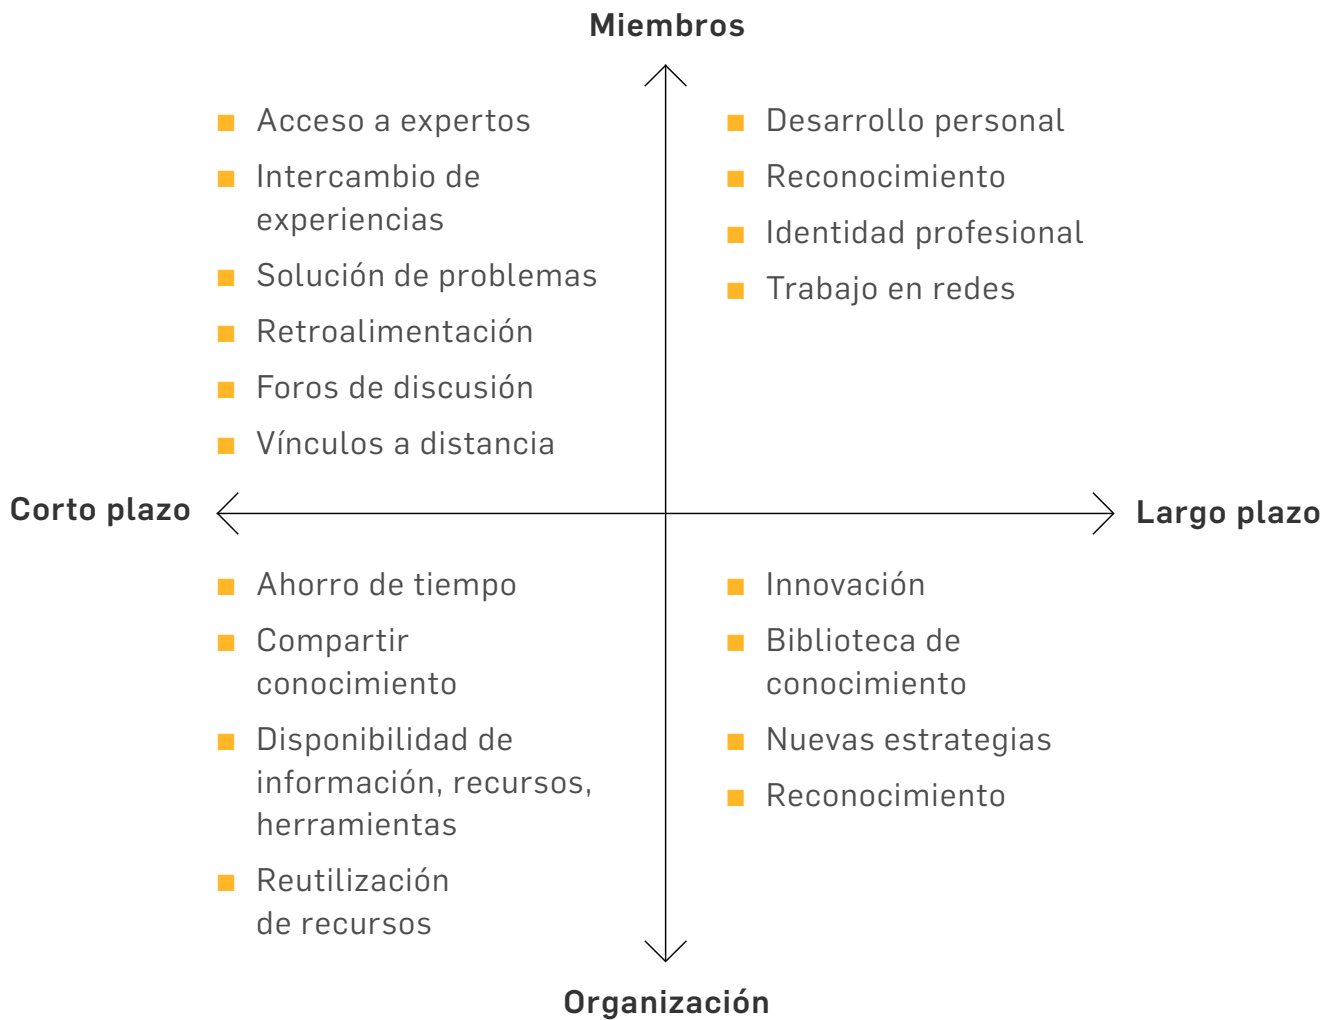 Miembros
Acceso a expertos
Intercambio de
experiencias
Solución de problemas
Retroalimentación
Foros de discusión
Vínculos a distancia
Desarrollo personal
Reconocimiento
Identidad profesional
Trabajo en redes
Corto plazo
Largo plazo
Ahorro de tiempo
Compartir
conocimiento
Disponibilidad de
información, recursos,
herramientas
Reutilización
de recursos
Innovación
Biblioteca de
conocimiento
Nuevas estrategias
Reconocimiento
Organización